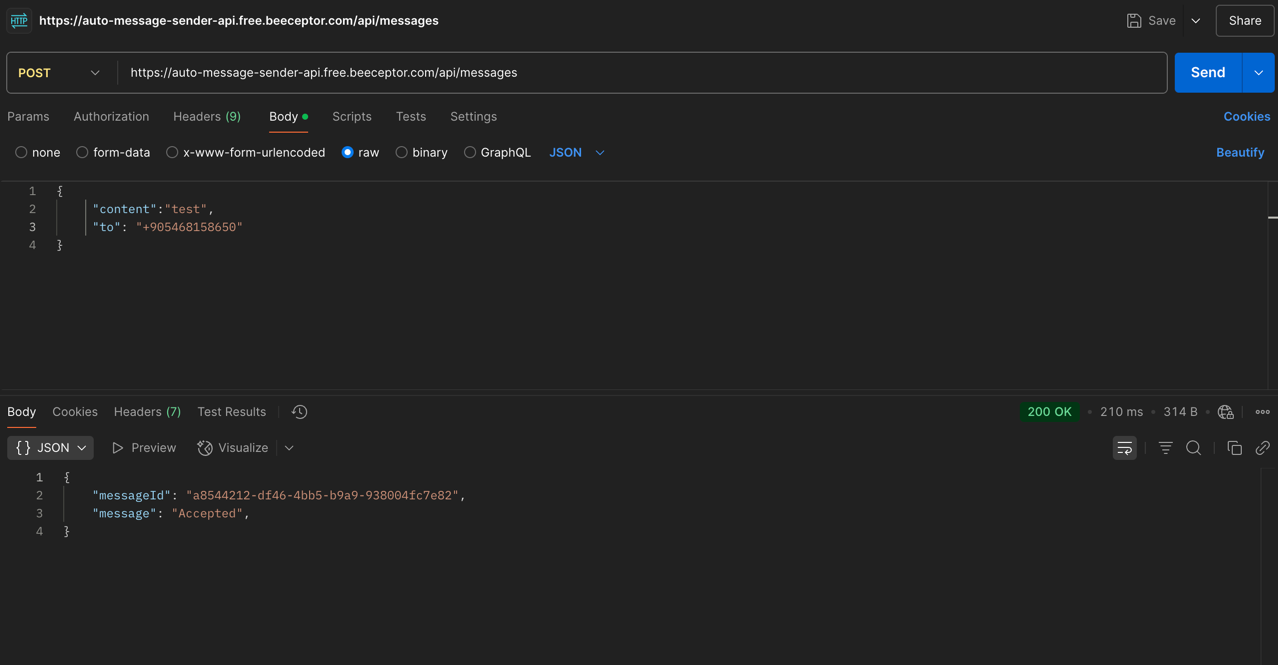 HTTP https://auto-message-sender-api.free.beeceptor.com/api/messages Save Share
POST https://auto-message-sender-api.free.beeceptor.com/api/messages Send
Params Authorization Headers (9) Body Scripts Tests Settings Cookies
none form-data x-www-form-urlencoded raw binary GraphQL JSON Beautify
1 {
2 "content":"test",
3 "to": "+905468158650"
4 }
Body Cookies Headers (7) Test Results 200 OK • 210 ms • 314 B •
{} JSON Preview Visualize
1 {
2 "messageId": "a8544212-df46-4bb5-b9a9-938004fc7e82",
3 "message": "Accepted",
4 }